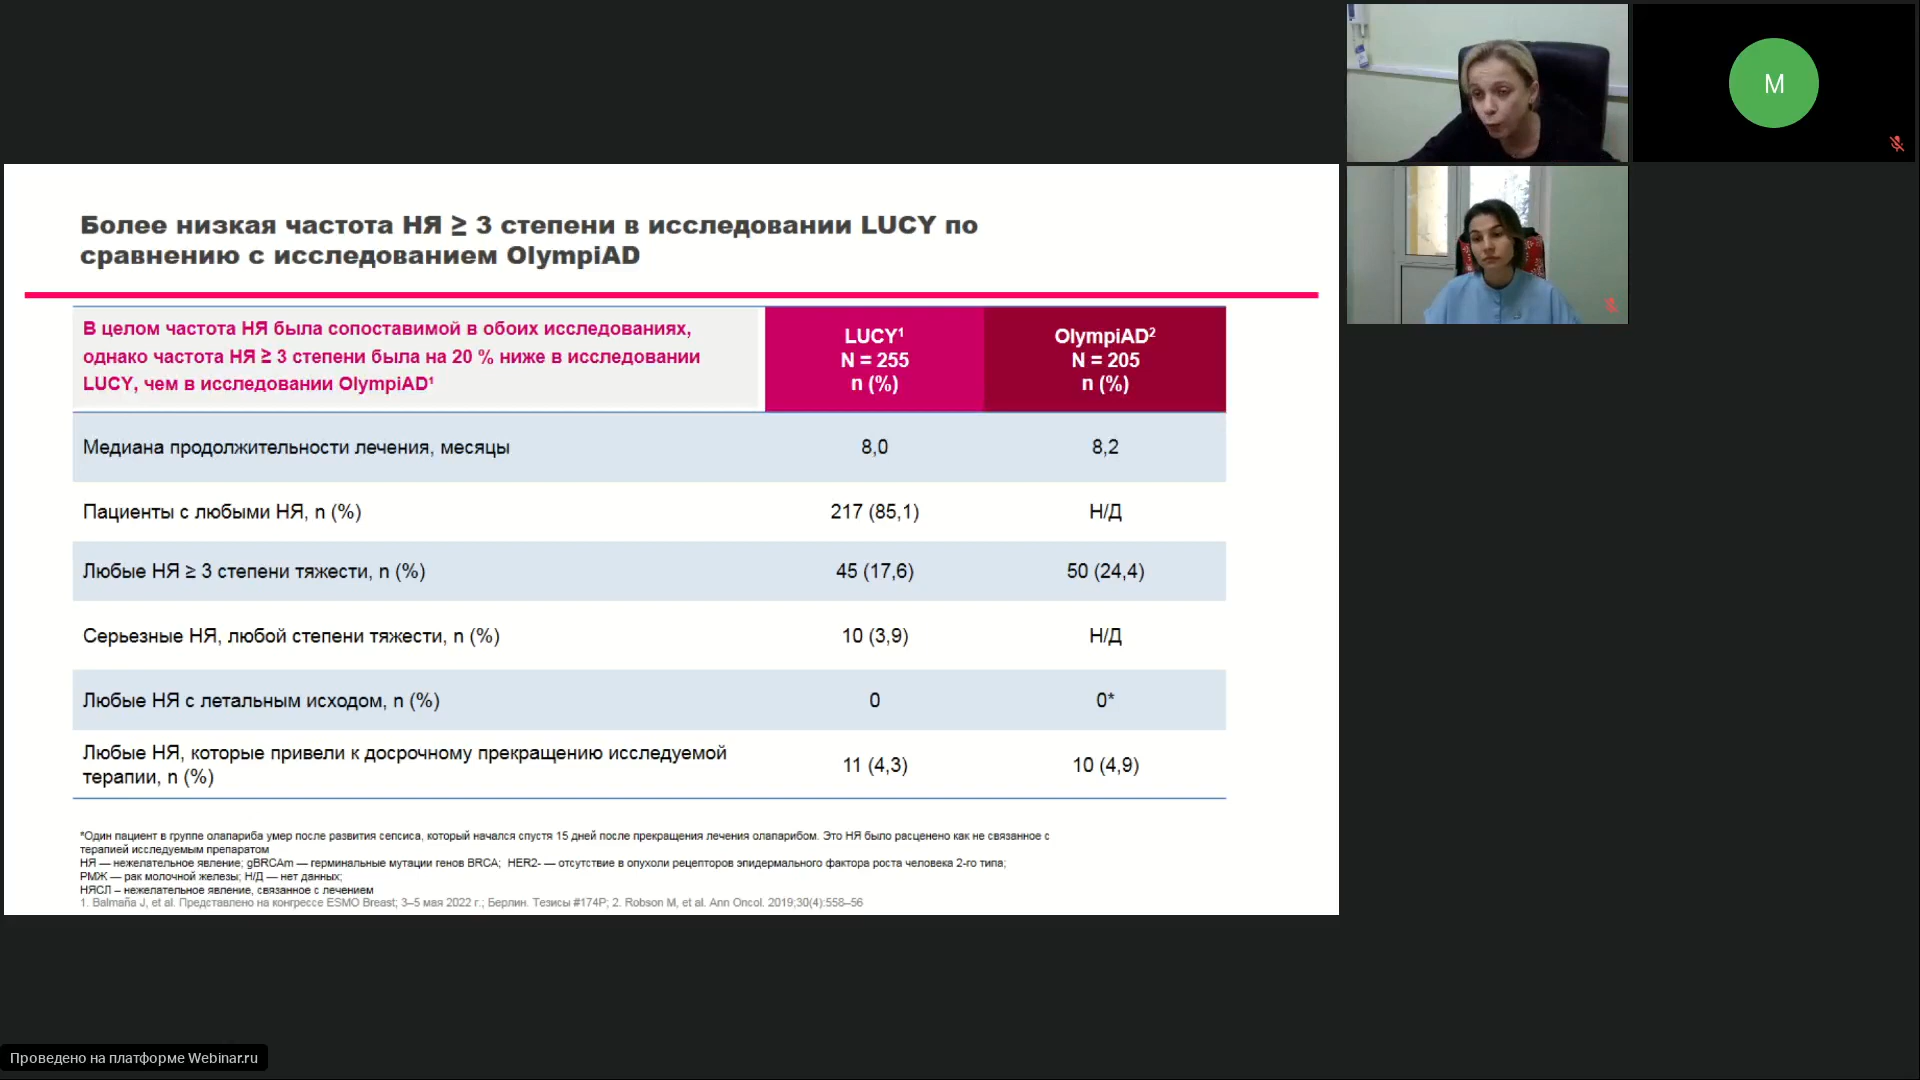 М
Более низкая частота НЯ ≥ 3 степени в исследовании LUCY по
сравнению с исследованием OlympiAD
В целом частота НЯ была сопоставимой в обоих исследованиях,
однако частота НЯ ≥ 3 степени была на 20 % ниже в исследовании
LUCY, чем в исследовании OlympiAD¹
LUCY¹
N = 255
n (%)
OlympiAD²
N = 205
n (%)
Медиана продолжительности лечения, месяцы 8,0 8,2
Пациенты с любыми НЯ, n (%) 217 (85,1) Н/Д
Любые НЯ ≥ 3 степени тяжести, n (%) 45 (17,6) 50 (24,4)
Серьезные НЯ, любой степени тяжести, n (%) 10 (3,9) Н/Д
Любые НЯ с летальным исходом, n (%) 0 0*
Любые НЯ, которые привели к досрочному прекращению исследуемой
терапии, n (%) 11 (4,3) 10 (4,9)
*Один пациент в группе олапариба умер после развития сепсиса, который начался спустя 15 дней после прекращения лечения олапарибом. Это НЯ было расценено как не связанное с
терапией исследуемым препаратом
НЯ — нежелательное явление; gBRCAm — герминальные мутации генов BRCA; HER2- — отсутствие в опухоли рецепторов эпидермального фактора роста человека 2-го типа;
РМЖ — рак молочной железы; Н/Д — нет данных;
НЯСЛ – нежелательное явление, связанное с лечением
1. Balmaña J, et al. Представлено на конгрессе ESMO Breast; 3–5 мая 2022 г.; Берлин. Тезисы #174P; 2. Robson M, et al. Ann Oncol. 2019;30(4):558–56
Проведено на платформе Webinar.ru